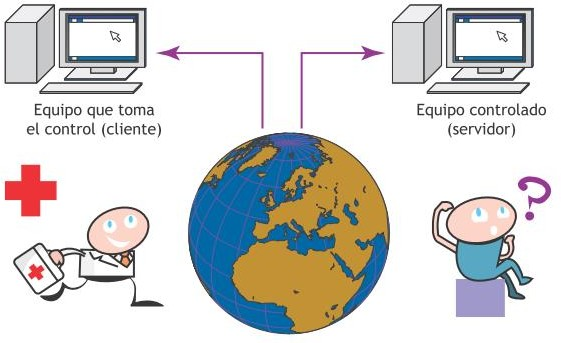 Equipo que toma
el control (cliente)
Equipo controlado
(servidor)
?